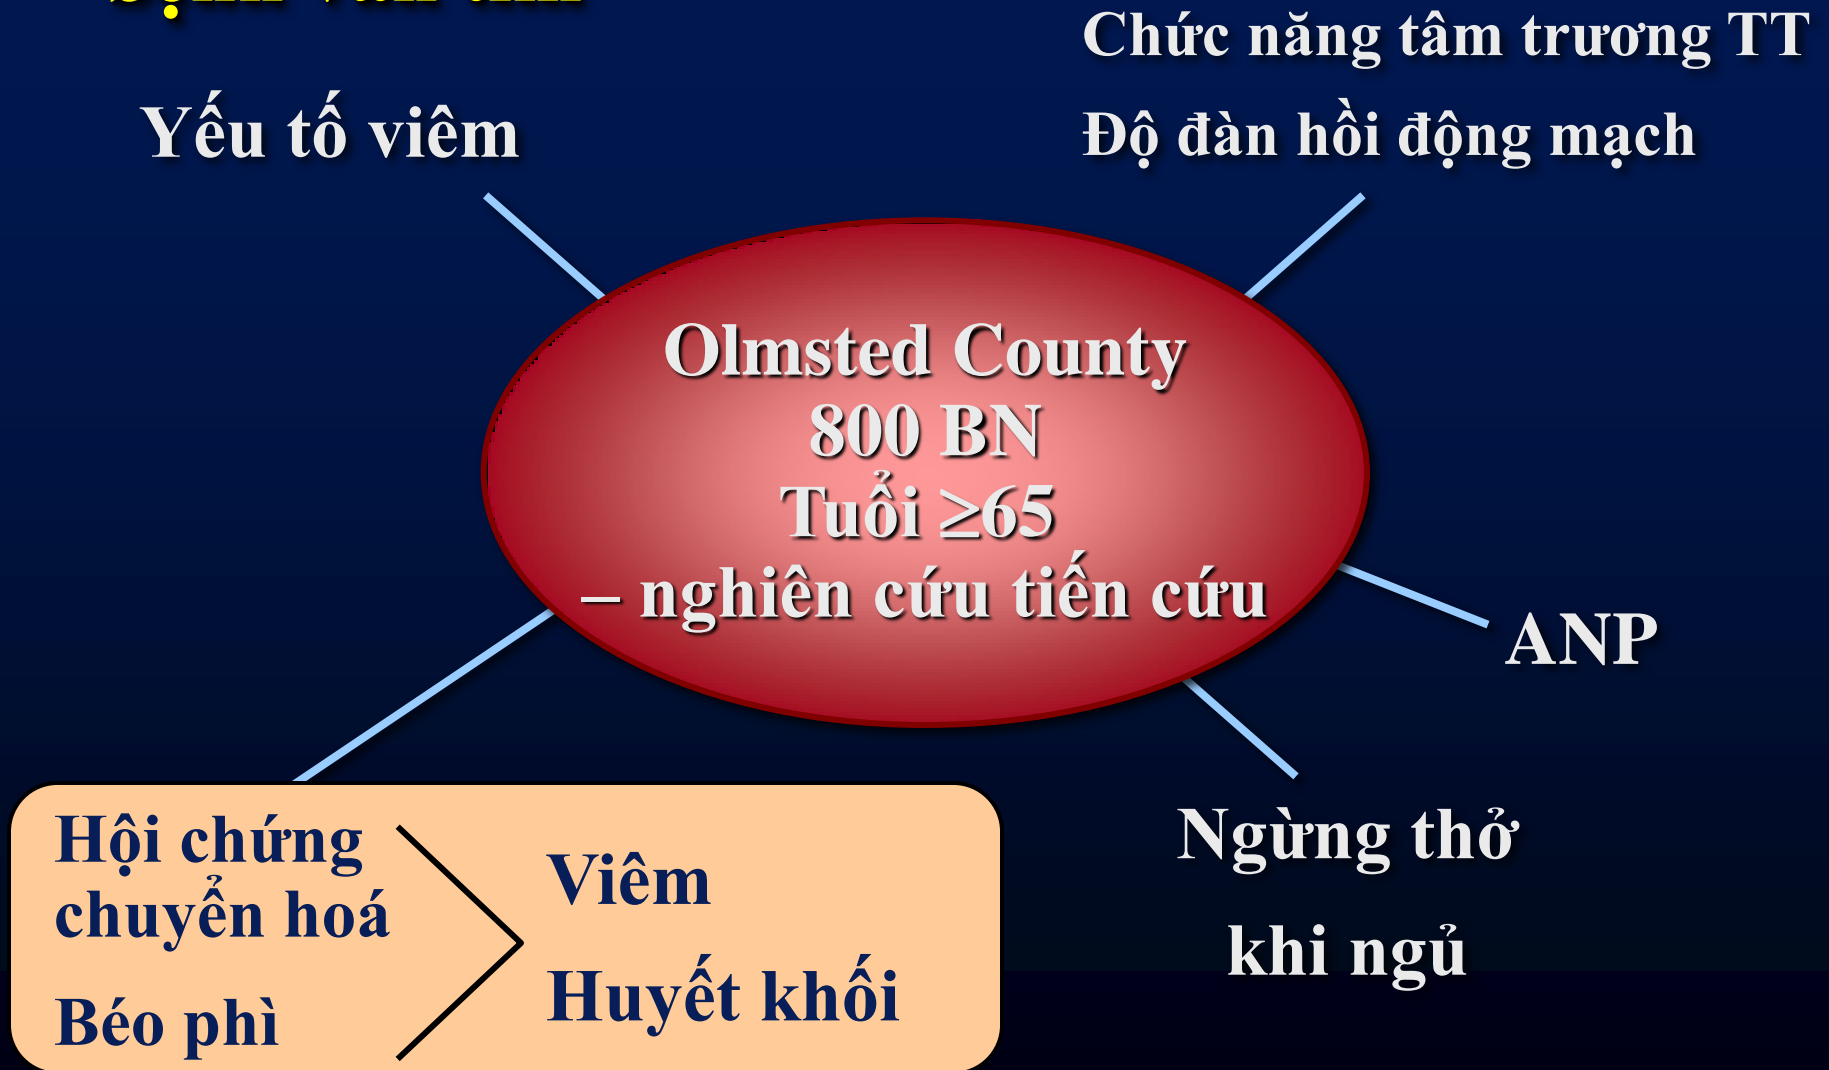 Chức năng tâm trương TT
Yếu tố viêm
Độ đàn hồi động mạch
Olmsted County
800 BN
Tuổi ≥65
– nghiên cứu tiến cứu
ANP
Hội chứng
chuyển hoá
Béo phì
Viêm
Huyết khối
Ngừng thở
khi ngủ